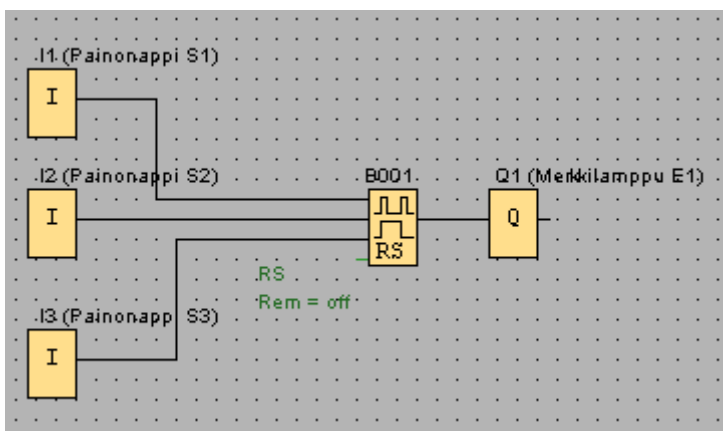 I1 (Painonappi S1)
I
I2 (Painonappi S2)
B001
Q1 (Merkkilamppu E1)
I
RS
Q
RS
Rem = off
I3 (Painonappi S3)
I